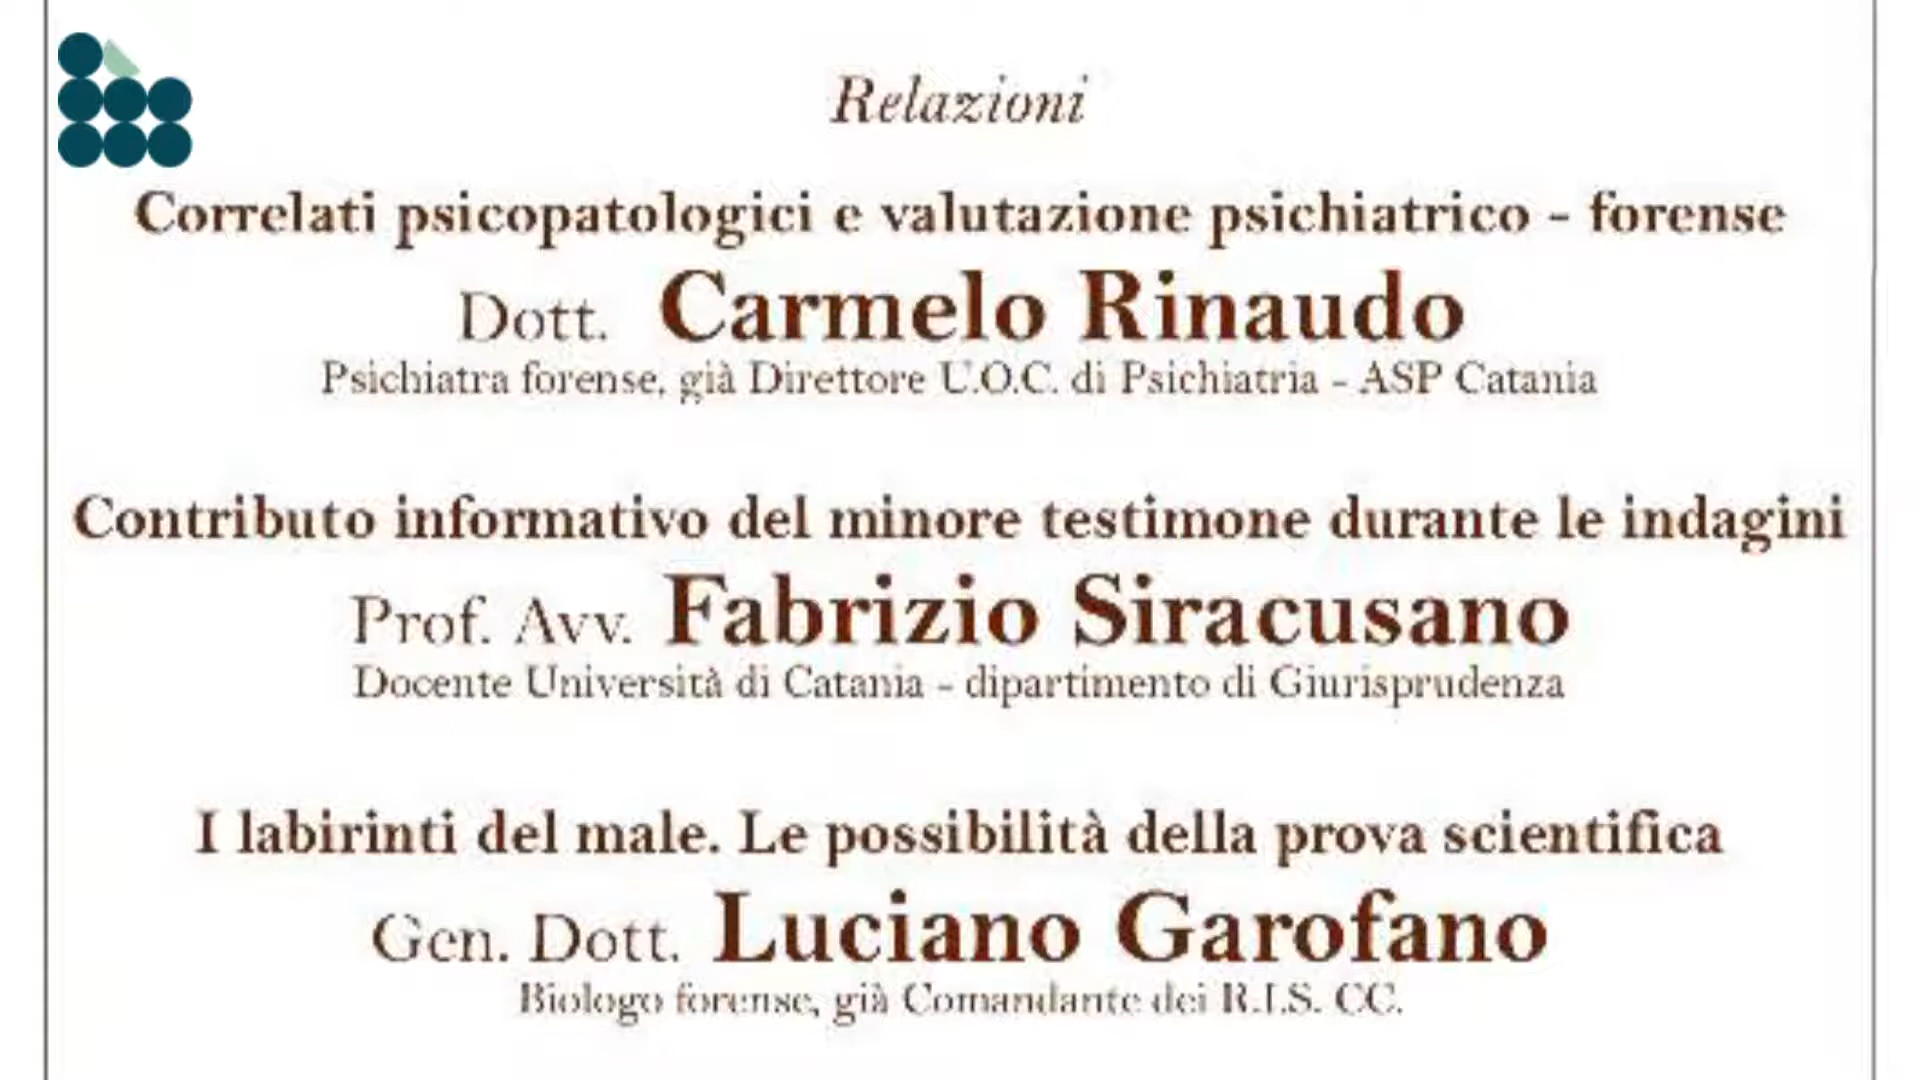 Relazioni
Correlati psicopatologici e valutazione psichiatrico - forense
Dott. Carmelo Rinaudo
Psichiatra forense, già Direttore U.O.C. di Psichiatria - ASP Catania
Contributo informativo del minore testimone durante le indagini
Prof. Avv. Fabrizio Siracusano
Docente Università di Catania - dipartimento di Giurisprudenza
I labirinti del male. Le possibilità della prova scientifica
Gen. Dott. Luciano Garofano
Biologo forense, già Comandante dei R.I.S. CC.